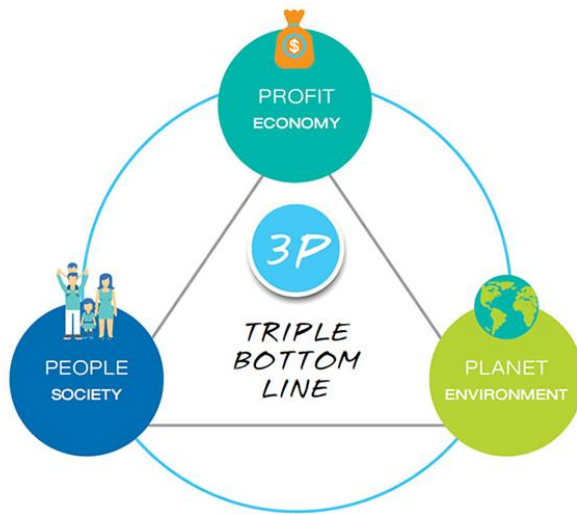 $
PROFIT
ECONOMY
3P
TRIPLE
BOTTOM
LINE
PEOPLE
SOCIETY
PLANET
ENVIRONMENT